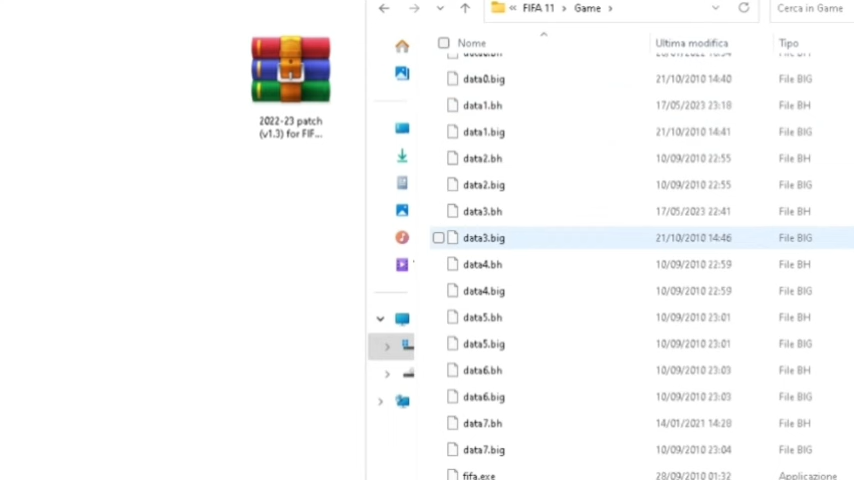 « FIFA 11 > Game >
Cerca in Game
Nome
Ultima modifica
Tipo
data0.big 21/10/2010 14:40 File BIG
data1.bh 17/05/2023 23:18 File BH
data1.big 21/10/2010 14:41 File BIG
data2.bh 10/09/2010 22:55 File BH
data2.big 10/09/2010 22:55 File BIG
data3.bh 17/05/2023 22:41 File BH
data3.big 21/10/2010 14:46 File BIG
data4.bh 10/09/2010 22:59 File BH
data4.big 10/09/2010 22:59 File BIG
data5.bh 10/09/2010 23:01 File BH
data5.big 10/09/2010 23:01 File BIG
data6.bh 10/09/2010 23:03 File BH
data6.big 10/09/2010 23:03 File BIG
data7.bh 14/01/2021 14:28 File BH
data7.big 10/09/2010 23:04 File BIG
fifa.exe 28/09/2010 01:32 Applicazione
2022-23 patch
(v1.3) for FIF...